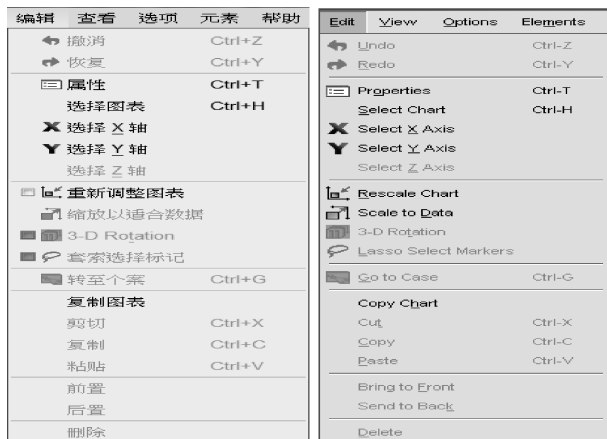 编辑 查看 选项 元素 帮助
撤消 Ctrl+Z
恢复 Ctrl+Y
属性 Ctrl+T
选择图表 Ctrl+H
选择 X 轴
选择 Y 轴
选择 Z 轴
重新调整图表
缩放以适合数据
3-D Rotation
套索选择标记
转至个案 Ctrl+G
复制图表
剪切 Ctrl+X
复制 Ctrl+C
粘贴 Ctrl+V
前置
后置
删除
Edit View Options Elements
Undo Ctrl-Z
Redo Ctrl-Y
Properties Ctrl-T
Select Chart Ctrl-H
Select X Axis
Select Y Axis
Select Z Axis
Rescale Chart
Scale to Data
3-D Rotation
Lasso Select Markers
Go to Case Ctrl-G
Copy Chart
Cut Ctrl-X
Copy Ctrl-C
Paste Ctrl-V
Bring to Front
Send to Back
Delete